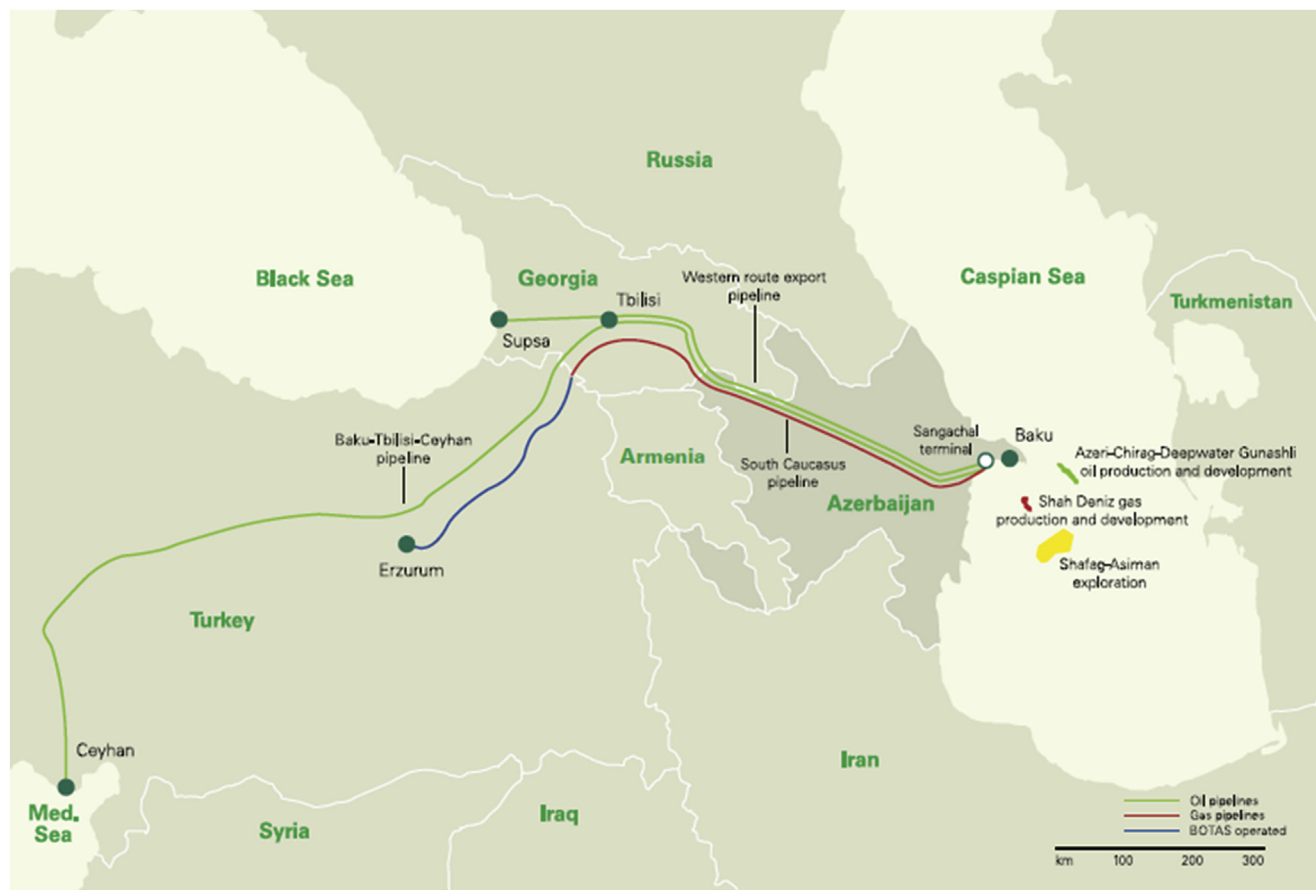 Russia
Black Sea
Georgia
Western route export
pipeline
Caspian Sea
Turkmenistan
Tbilisi
Supsa
Baku-Tbilisi-Ceyhan
pipeline
Armenia
South Caucasus
pipeline
Sangachal
terminal
Baku
Azeri-Chirag-Deepwater Gunashli
oil production and development
Azerbaijan
Shah Deniz gas
production and development
Shafag-Asiman
exploration
Erzurum
Turkey
Ceyhan
Med.
Sea
Syria
Iraq
Iran
Oil pipelines
Gas pipelines
BOTAS operated
km 100 200 300